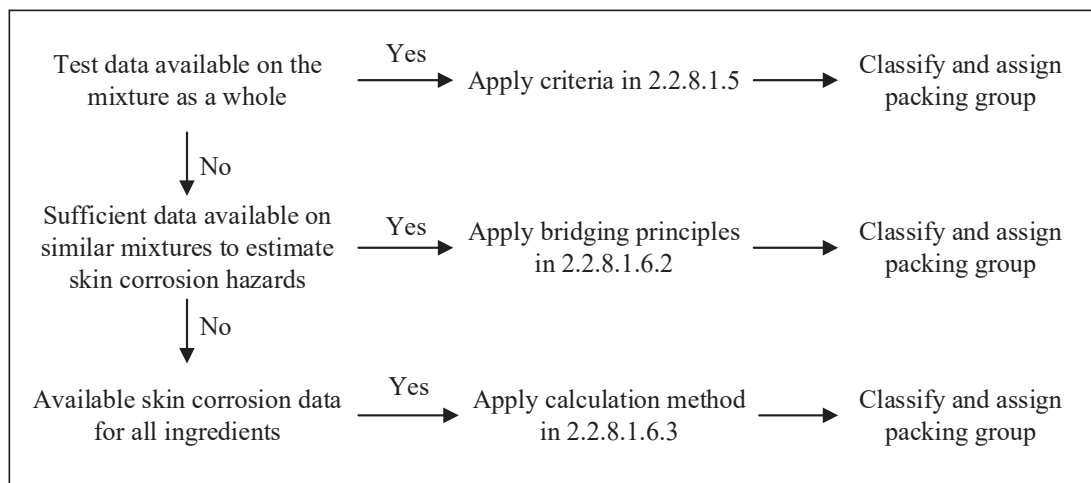 Test data available on the
mixture as a whole
Yes
Apply criteria in 2.2.8.1.5
Classify and assign
packing group
No
Sufficient data available on
similar mixtures to estimate
skin corrosion hazards
Yes
Apply bridging principles
in 2.2.8.1.6.2
Classify and assign
packing group
No
Available skin corrosion data
for all ingredients
Yes
Apply calculation method
in 2.2.8.1.6.3
Classify and assign
packing group